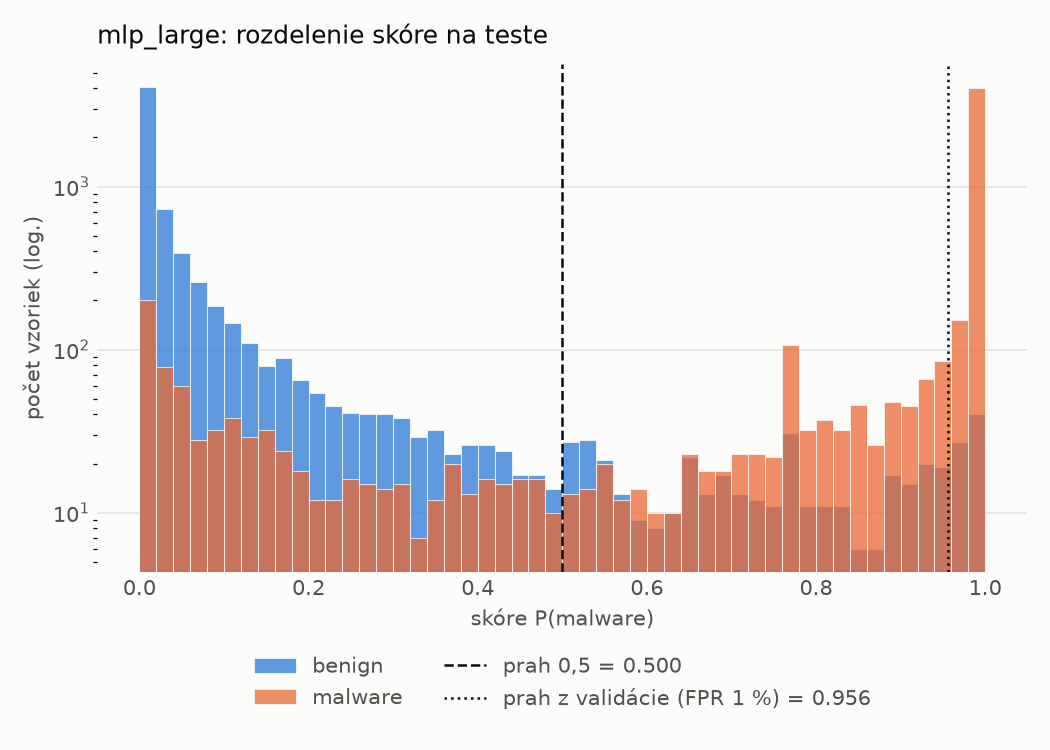 mlp_large: rozdelenie skóre na teste
počet vzoriek (log.)
10³
10²
10¹
0.0 0.2 0.4 0.6 0.8 1.0
skóre P(malware)
benign
malware
prah 0,5 = 0.500
prah z validácie (FPR 1 %) = 0.956